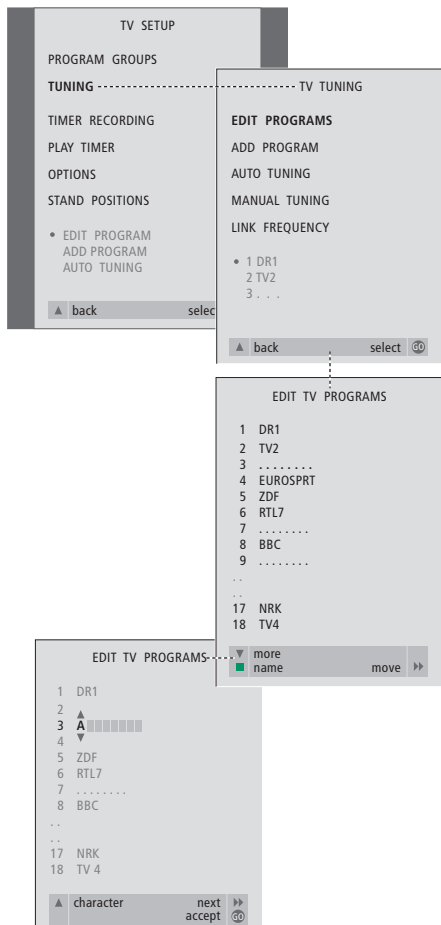 TV SETUP
PROGRAM GROUPS
TUNING
TIMER RECORDING
PLAY TIMER
OPTIONS
STAND POSITIONS
• EDIT PROGRAM
ADD PROGRAM
AUTO TUNING
▲ back selec
TV TUNING
EDIT PROGRAMS
ADD PROGRAM
AUTO TUNING
MANUAL TUNING
LINK FREQUENCY
• 1 DR1
2 TV2
3 . . .
▲ back select GO
EDIT TV PROGRAMS
1 DR1
2 TV2
3 ........
4 EUROSPRT
5 ZDF
6 RTL7
7 ........
8 BBC
9 ........
..
..
17 NRK
18 TV4
▼ more
name move ►►
EDIT TV PROGRAMS
1 DR1
2
3 A
4
5 ZDF
6 RTL7
7 ........
8 BBC
..
..
17 NRK
18 TV 4
▲ character next ►►
accept GO